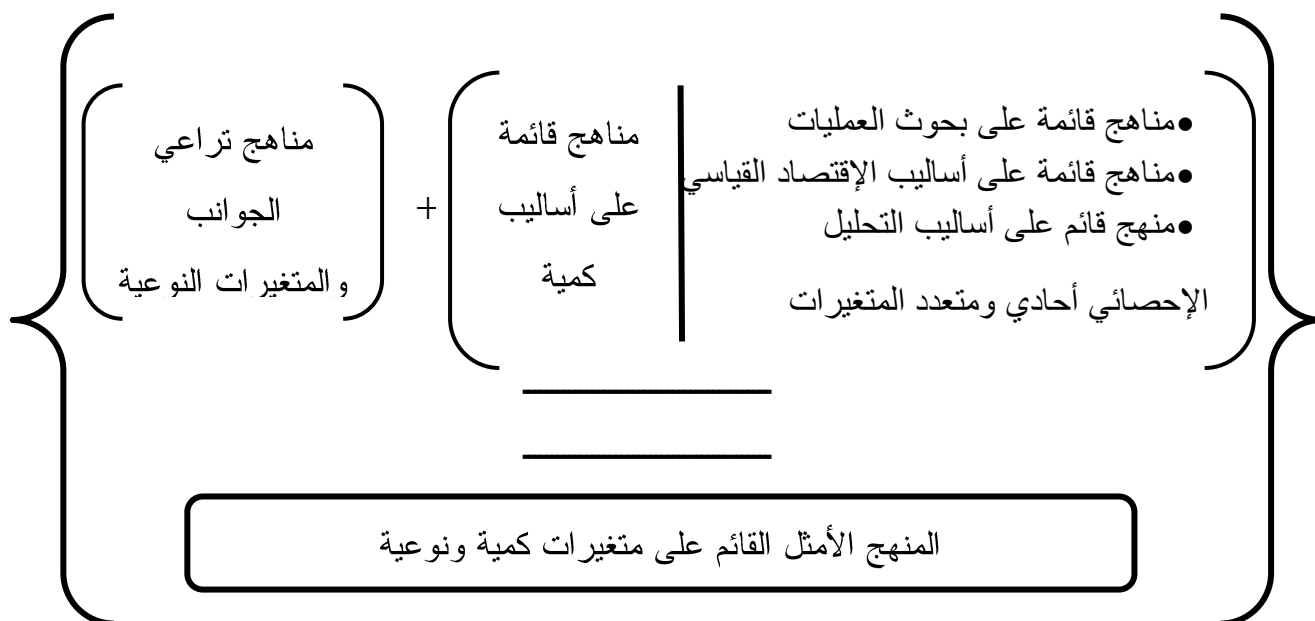 ●مناهج قائمة على بحوث العمليات
●مناهج قائمة على أساليب الإقتصاد القياسي
●منهج قائم على أساليب التحليل
الإحصائي أحادي ومتعدد المتغيرات
مناهج قائمة
على أساليب
كمية
+
مناهج تراعي
الجوانب
والمتغيرات النوعية
المنهج الأمثل القائم على متغيرات كمية ونوعية